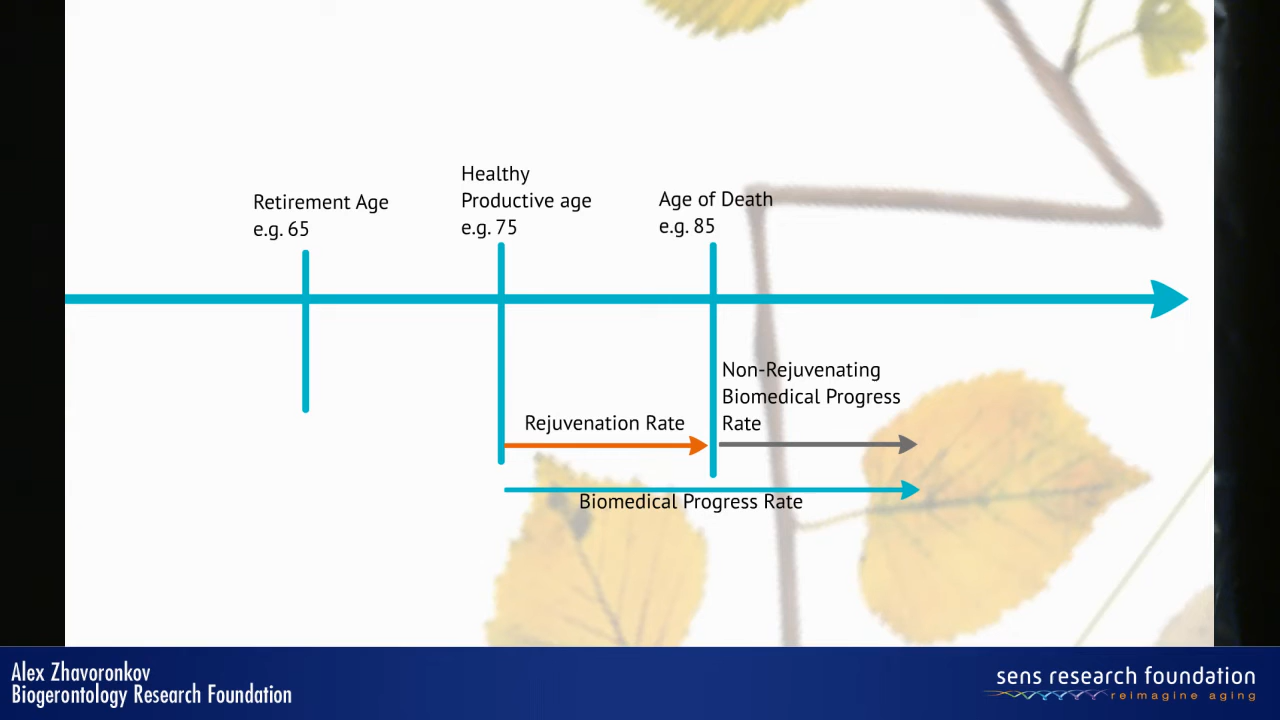 Healthy
Retirement Age
Productive age
Age of Death
e.g. 65
e.g. 75
e.g. 85
Non-Rejuvenating
Biomedical Progress
Rate
Rejuvenation Rate
Biomedical Progress Rate
Alex Zhavoronkov
Biogerontology Research Foundation
sens research foundation
reimagine aging